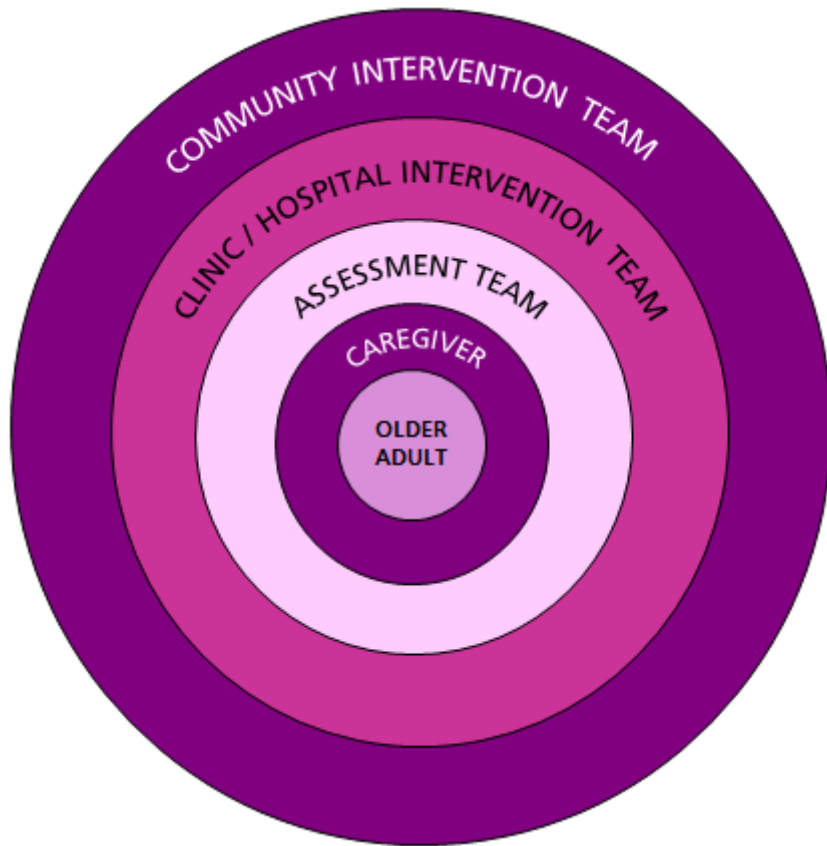 COMMUNITY INTERVENTION TEAM
CLINIC / HOSPITAL INTERVENTION TEAM
ASSESSMENT TEAM
CAREGIVER
OLDER
ADULT